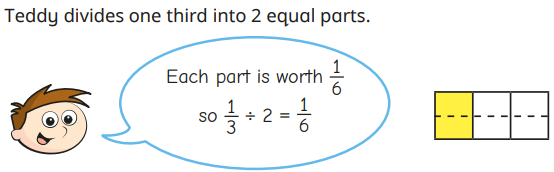 Teddy divides one third into 2 equal parts.
Each part is worth 1/6
so 1/3 ÷ 2 = 1/6